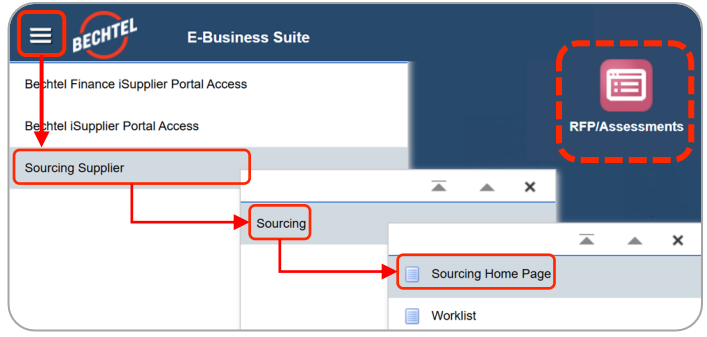 BECHTEL
E-Business Suite
Bechtel Finance iSupplier Portal Access
Bechtel iSupplier Portal Access
RFP/Assessments
Sourcing Supplier
Sourcing
Sourcing Home Page
Worklist